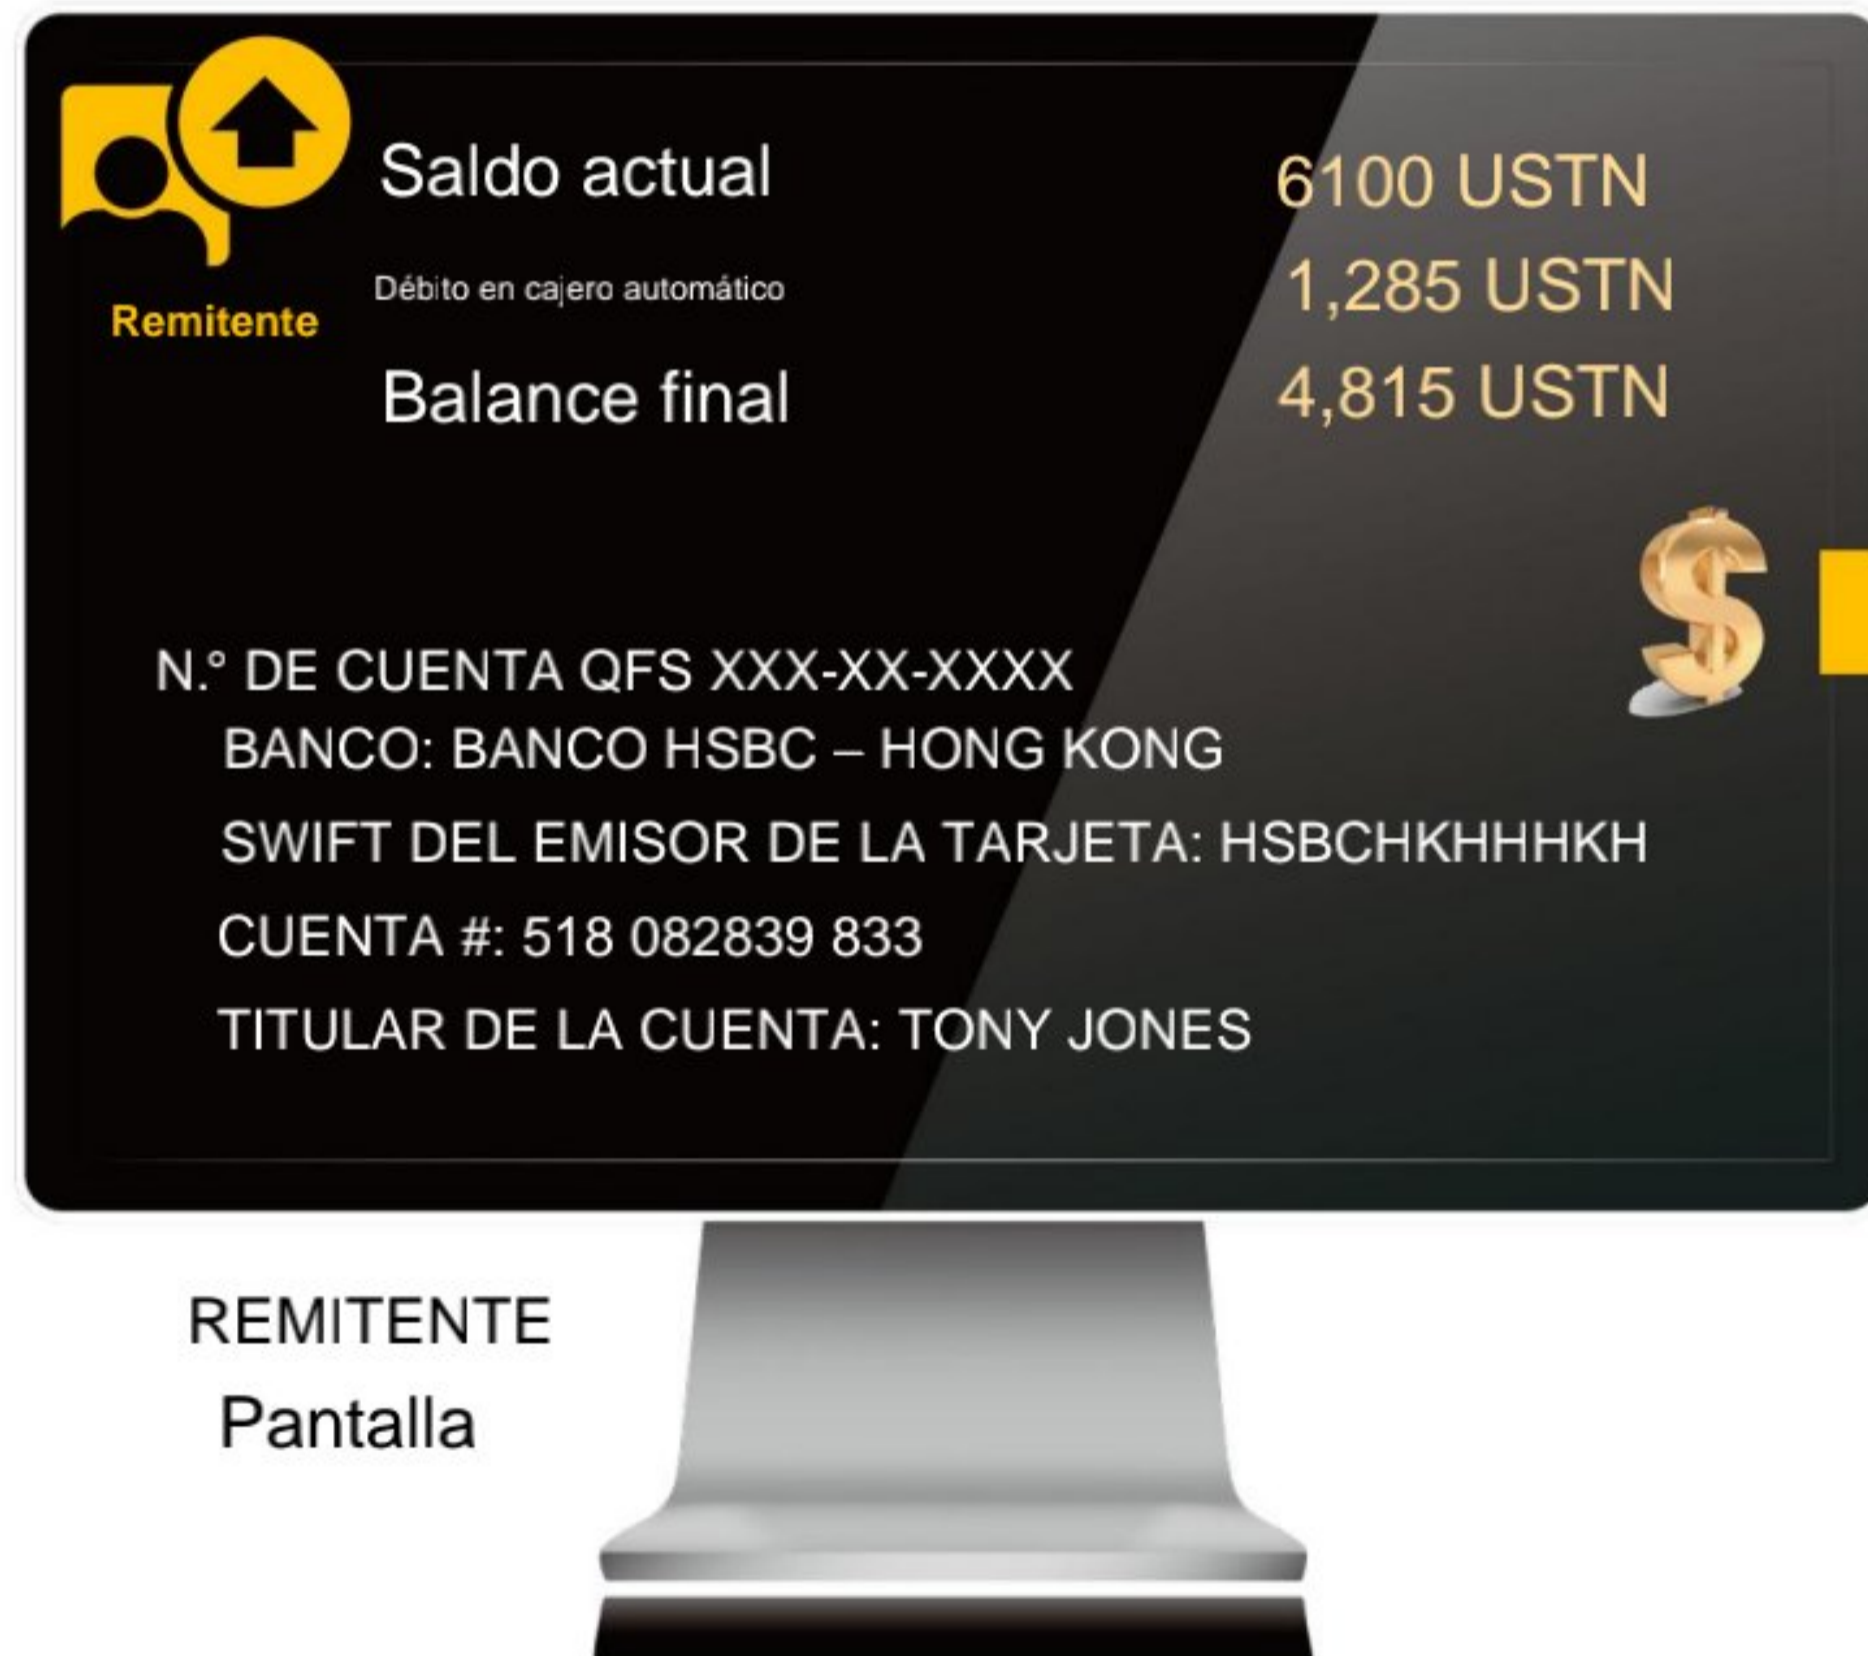 Saldo actual 6100 USTN
Débito en cajero automático 1,285 USTN
Remitente
Balance final 4,815 USTN
N.° DE CUENTA QFS XXX-XX-XXXX
BANCO: BANCO HSBC – HONG KONG
SWIFT DEL EMISOR DE LA TARJETA: HSBCHKHHHKH
CUENTA #: 518 082839 833
TITULAR DE LA CUENTA: TONY JONES
REMITENTE
Pantalla